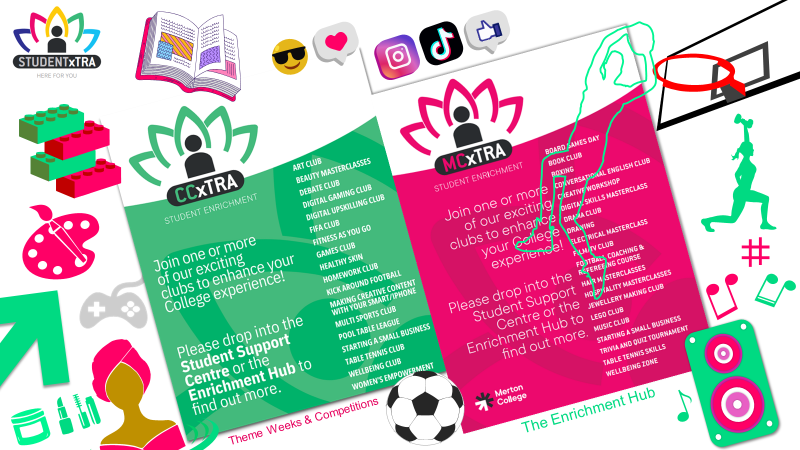 STUDENTxTRA
HERE FOR YOU
CCxTRA
STUDENT ENRICHMENT
Join one or more
of our exciting
clubs to enhance your
College experience!
Please drop into the
Student Support
Centre or the
Enrichment Hub to
find out more.
ART CLUB
BEAUTY MASTERCLASSES
DEBATE CLUB
DIGITAL GAMING CLUB
DIGITAL UPSKILLING CLUB
FIFA CLUB
FITNESS AS YOU GO
GAMES CLUB
HEALTHY SKIN
HOMEWORK CLUB
KICK AROUND FOOTBALL
MAKING CREATIVE CONTENT
WITH YOUR SMART/PHONE
MULTI SPORTS CLUB
POOL TABLE LEAGUE
STARTING A SMALL BUSINESS
TABLE TENNIS CLUB
WELLBEING CLUB
WOMEN'S EMPOWERMENT
MCxTRA
STUDENT ENRICHMENT
Join one or more
of our exciting
clubs to enhance
your College
experience!
Please drop into the
Student Support
Centre or the
Enrichment Hub to
find out more.
BOARD GAMES DAY
BOOK CLUB
BOXING
CONVERSATIONAL ENGLISH CLUB
CREATIVE WORKSHOP
DIGITAL SKILLS MASTERCLASS
DRAMA CLUB
DRAWING
ELECTRICAL MASTERCLASS
FILM/TV CLUB
FOOTBALL COACHING &
REFEREEING COURSE
HAIR MASTERCLASSES
HOSPITALITY MASTERCLASSES
JEWELLERY MAKING CLUB
LEGO CLUB
MUSIC CLUB
STARTING A SMALL BUSINESS
TRIVIA AND QUIZ TOURNAMENT
TABLE TENNIS SKILLS
WELLBEING ZONE
Merton
College
Theme Weeks & Competitions
The Enrichment Hub
#